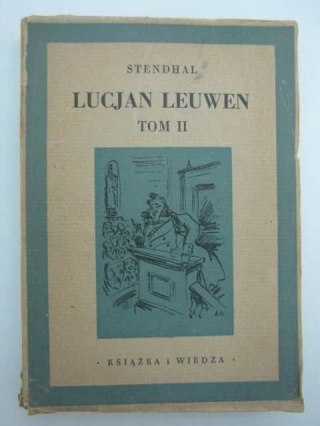 STENDHAL
LUCJAN LEUWEN
TOM II
· KSIĄŻKA I WIEDZA ·